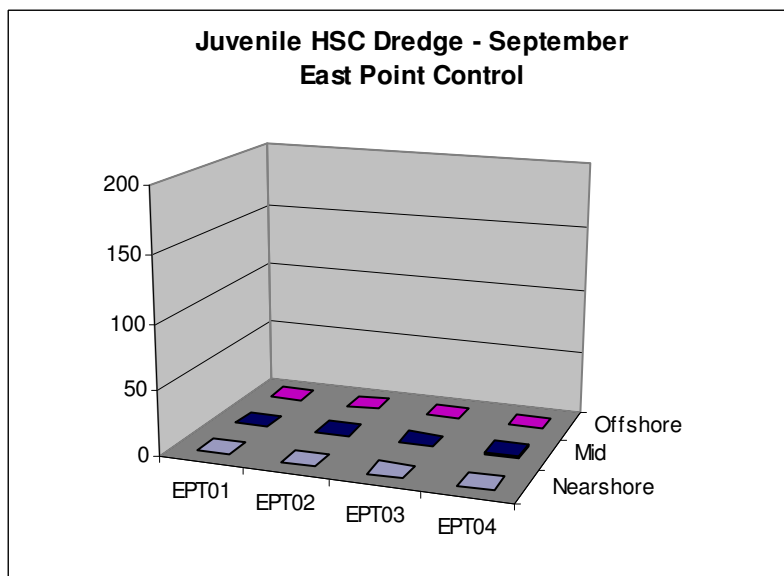 Juvenile HSC Dredge - September
East Point Control
200
150
100
50
0
EPT01
EPT02
EPT03
EPT04
Nearshore
Mid
Offshore